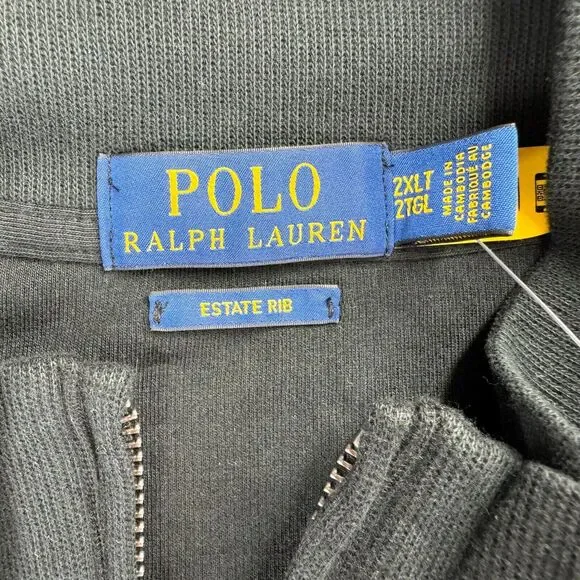 POLO
RALPH LAUREN
2XLT
2TGL
MADE IN
CAMBODIA
FABRIQUÉ AU
CAMBODGE
ESTATE RIB